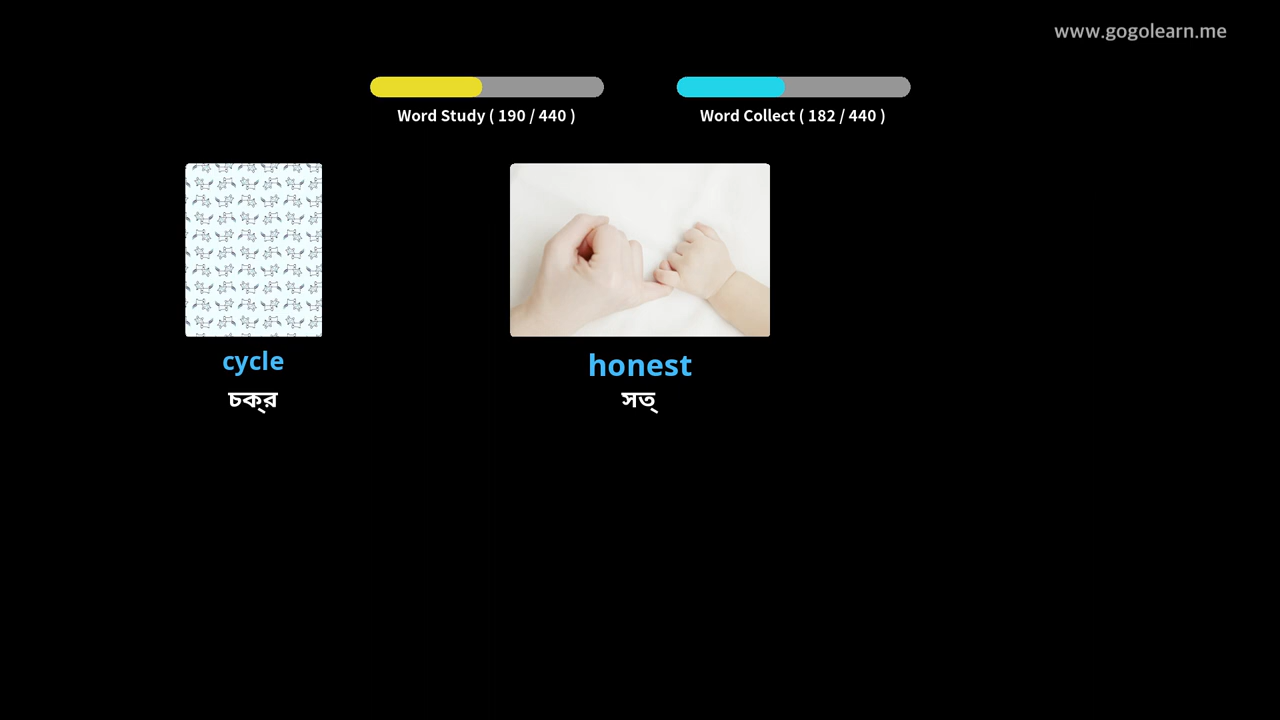 www.gogolearn.me
Word Study ( 190 / 440 )
Word Collect ( 182 / 440 )
cycle
চক্র
honest
সত্